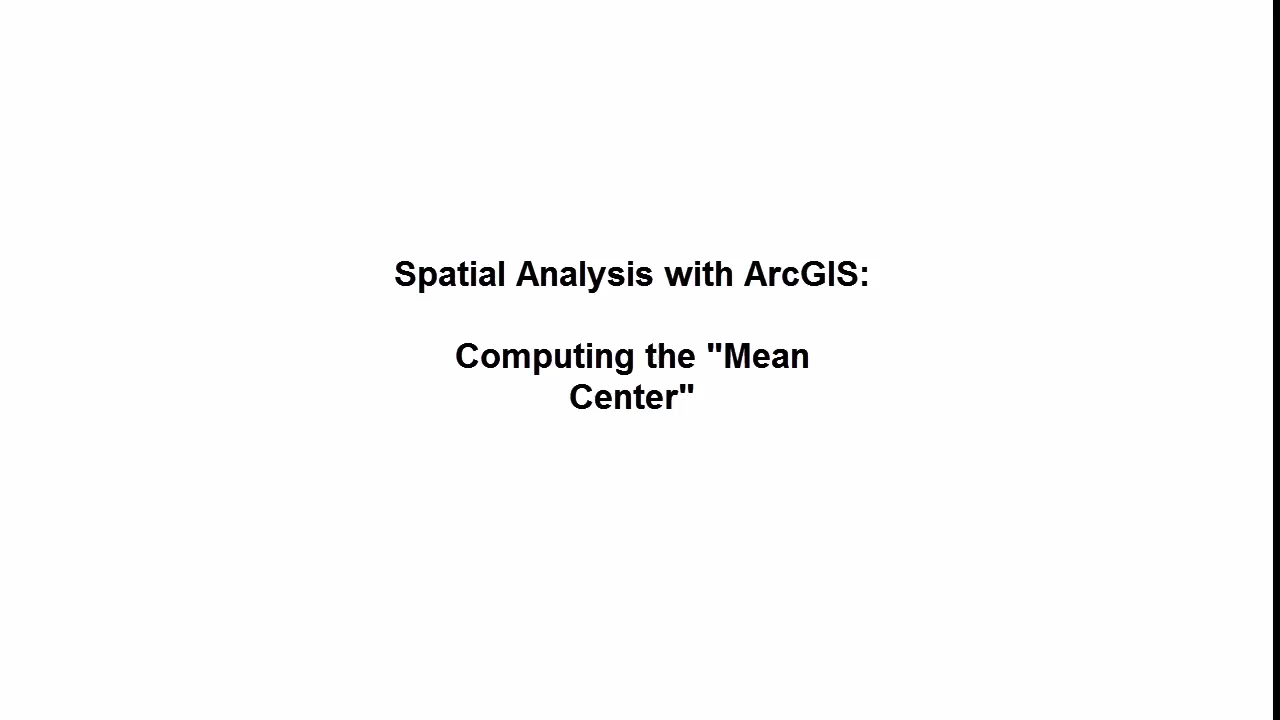 Spatial Analysis with ArcGIS:
Computing the "Mean
Center"